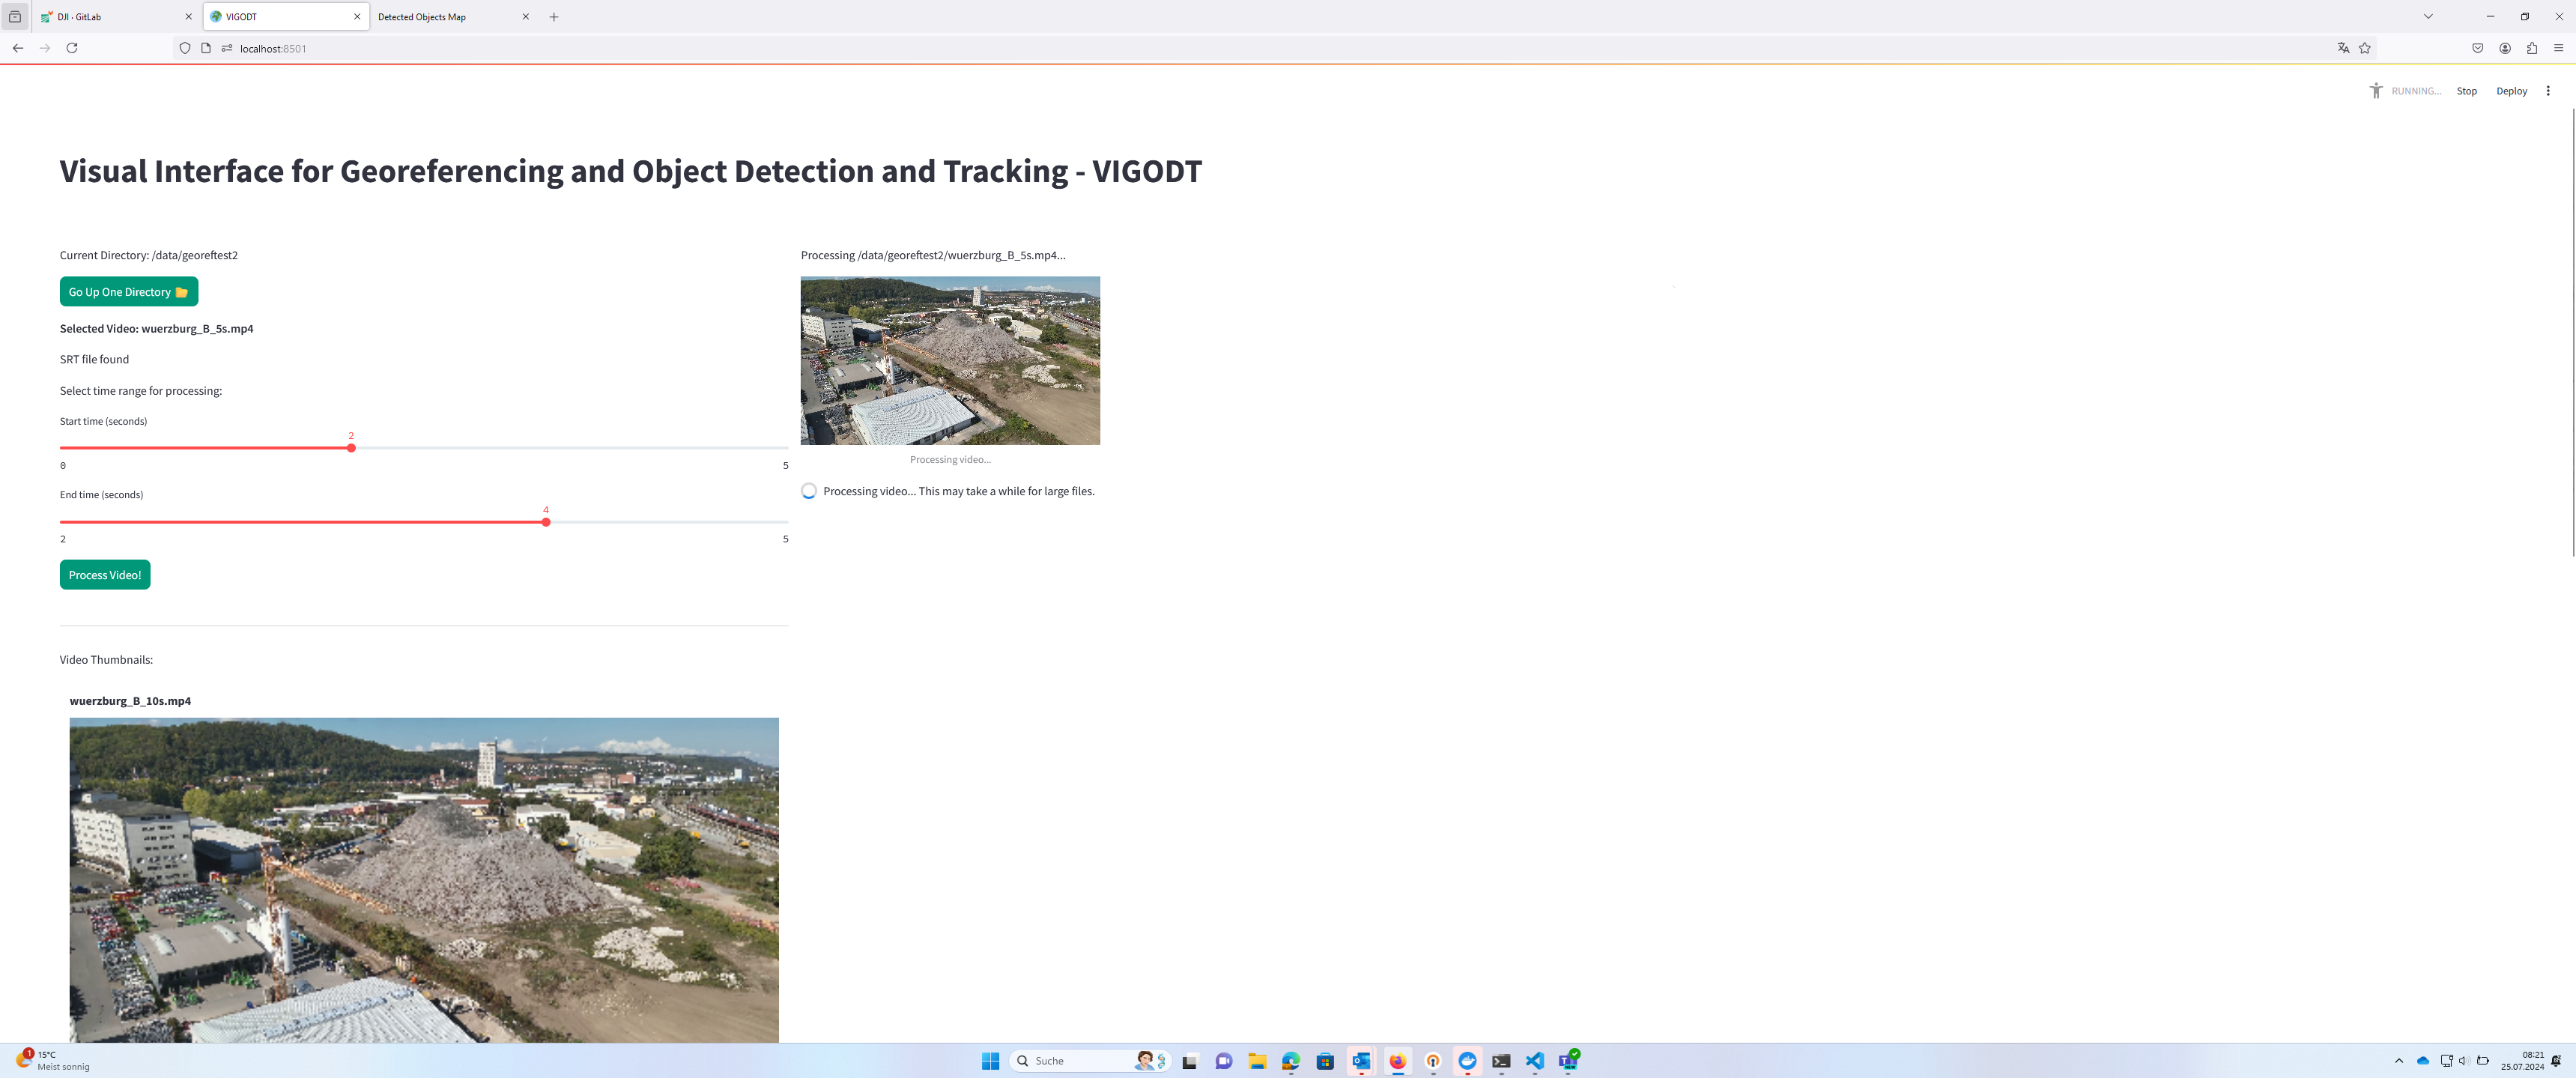 DJI · GitLab
VIGODT
Detected Objects Map
localhost:8501
RUNNING...
Stop
Deploy
Visual Interface for Georeferencing and Object Detection and Tracking - VIGODT
Current Directory: /data/georeftest2
Go Up One Directory
Selected Video: wuerzburg_B_5s.mp4
SRT file found
Select time range for processing:
Start time (seconds)
2
0
5
End time (seconds)
4
2
5
Process Video!
Processing /data/georeftest2/wuerzburg_B_5s.mp4...
Processing video...
Processing video... This may take a while for large files.
Video Thumbnails:
wuerzburg_B_10s.mp4
1
15°C
Meist sonnig
Suche
08:21
25.07.2024